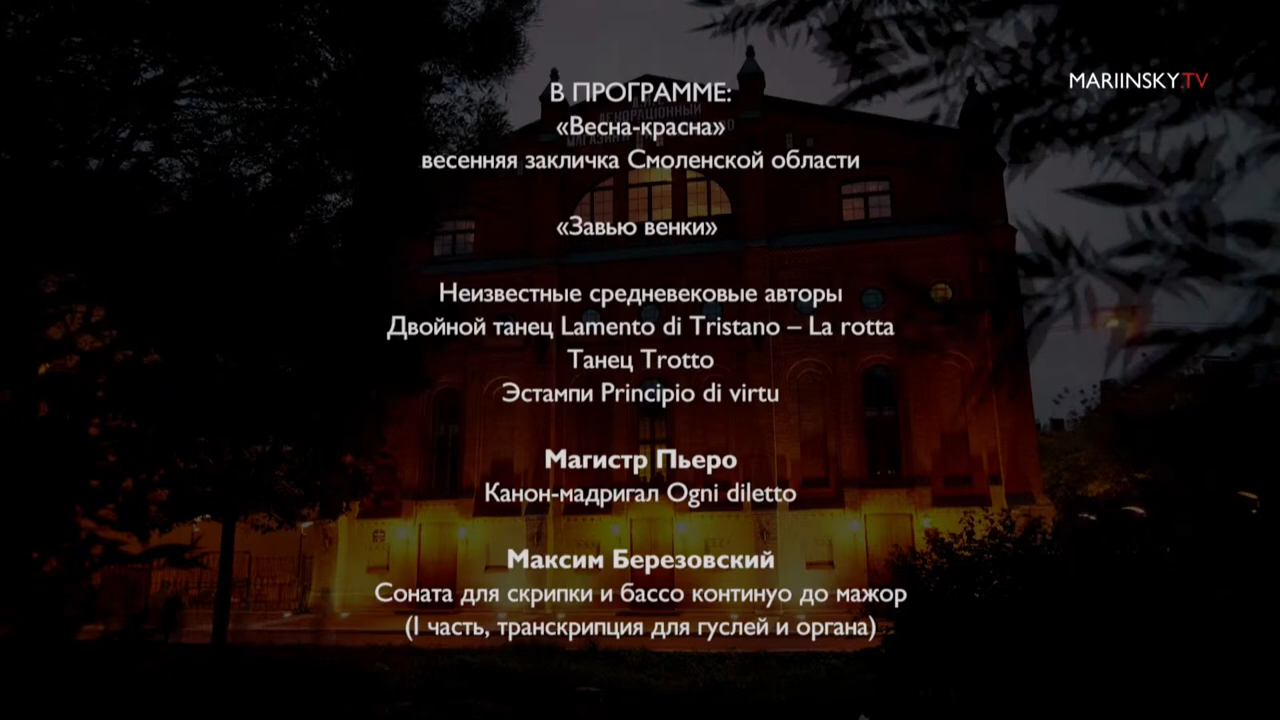 MARIINSKY.TV
В ПРОГРАММЕ:
«Весна-красна»
весенняя закличка Смоленской области
«Завью венки»
Неизвестные средневековые авторы
Двойной танец Lamento di Tristano – La rotta
Танец Trotto
Эстампи Principio di virtu
Магистр Пьеро
Канон-мадригал Ogni diletto
Максим Березовский
Соната для скрипки и бассо континуо до мажор
(I часть, транскрипция для гуслей и органа)